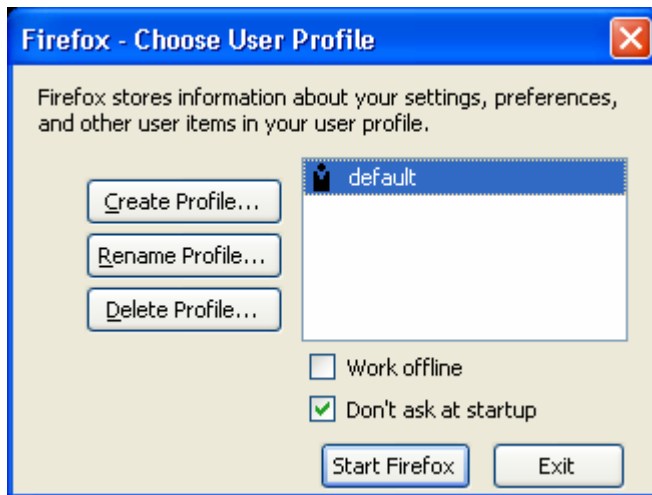 Firefox - Choose User Profile
Firefox stores information about your settings, preferences,
and other user items in your user profile.
default
Create Profile...
Rename Profile...
Delete Profile...
Work offline
Don't ask at startup
Start Firefox
Exit